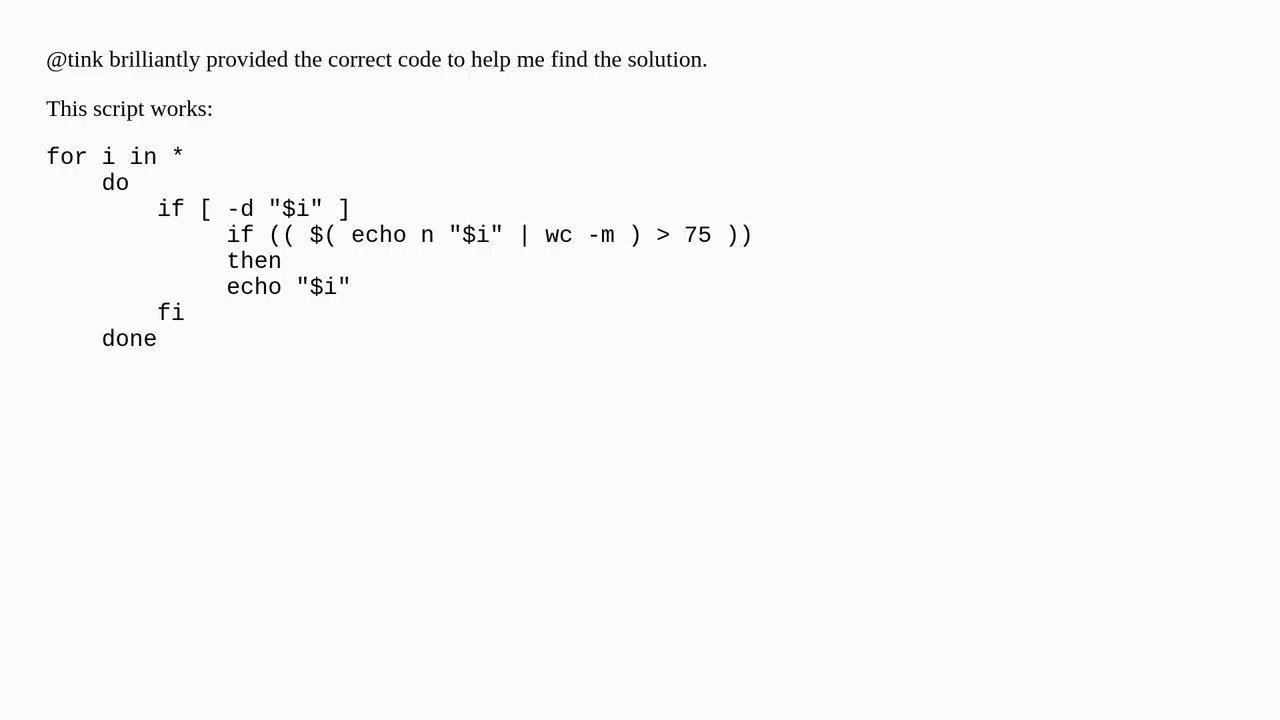 @tink brilliantly provided the correct code to help me find the solution.
This script works:
for i in *
    do
        if [ -d "$i" ]
             if (( $( echo n "$i" | wc -m ) > 75 ))
             then
             echo "$i"
        fi
    done